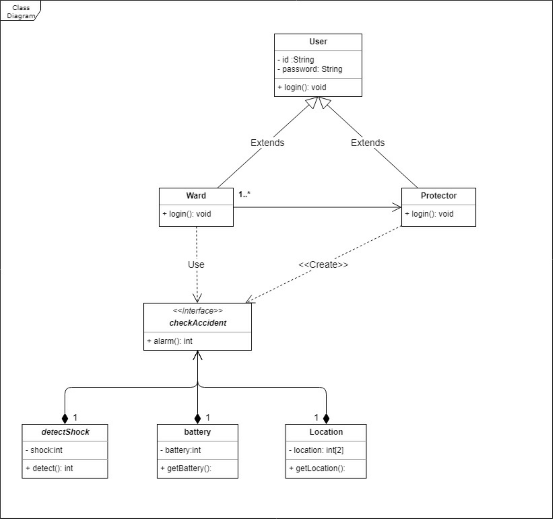 Class
Diagram
User
- id :String
- password: String
+ login(): void
Extends
Extends
Ward
+ login(): void
1..*
Protector
+ login(): void
Use
<<Create>>
<<Interface>>
checkAccident
+ alarm(): int
1
1
1
detectShock
- shock:int
+ detect(): int
battery
- battery:int
+ getBattery():
Location
- location: int[2]
+ getLocation():